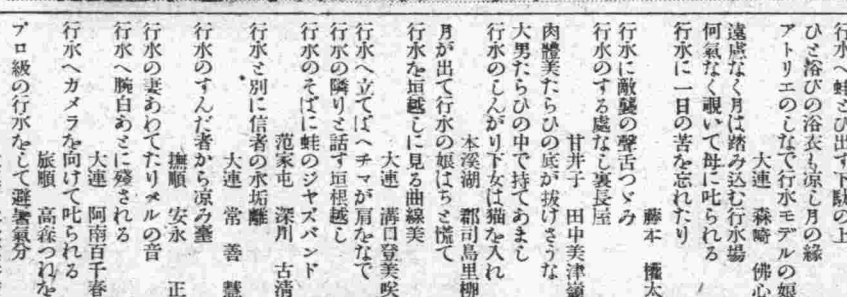 行水へ蛙とび出す下駄の上
ひと浴びの浴衣も凉し月の緣
アトリエのしなで行水モデルの娘
大連　森崎　佛心
遠慮なく月は踏み込む行水場
何氣なく覗いて母に叱られる
行水に一日の苦を忘れたり
藤本　權太
行水に敵襲の聲舌つゞみ
行水のする處なし裏長屋
甘井子　田中美津嶺
肉體美たらひの底が拔けさうな
大男たらひの中で持てあまし
行水のしんがり下女は猫を入れ
本溪湖　郡司島里柳
月が出て行水の娘はちと慌て
行水を垣越しに見る曲線美
大連　溝口登美咲
行水へ立てばヘチマが肩をなで
行水の隣りと話す垣根越し
行水のそばに蛙のジヤズバンド
范家屯　深川　古淸
行水と別に信者の水垢離
大連　常　善　慧
行水のすんだ者から凉み臺
撫順　安永　正
行水の妻あわてたりメルの音
行水へ腕白あとに殘される
大連　阿南百千春
行水へカメラを向けて叱られる
旅順　高森つれを
プロ級の行水をして避暑氣分